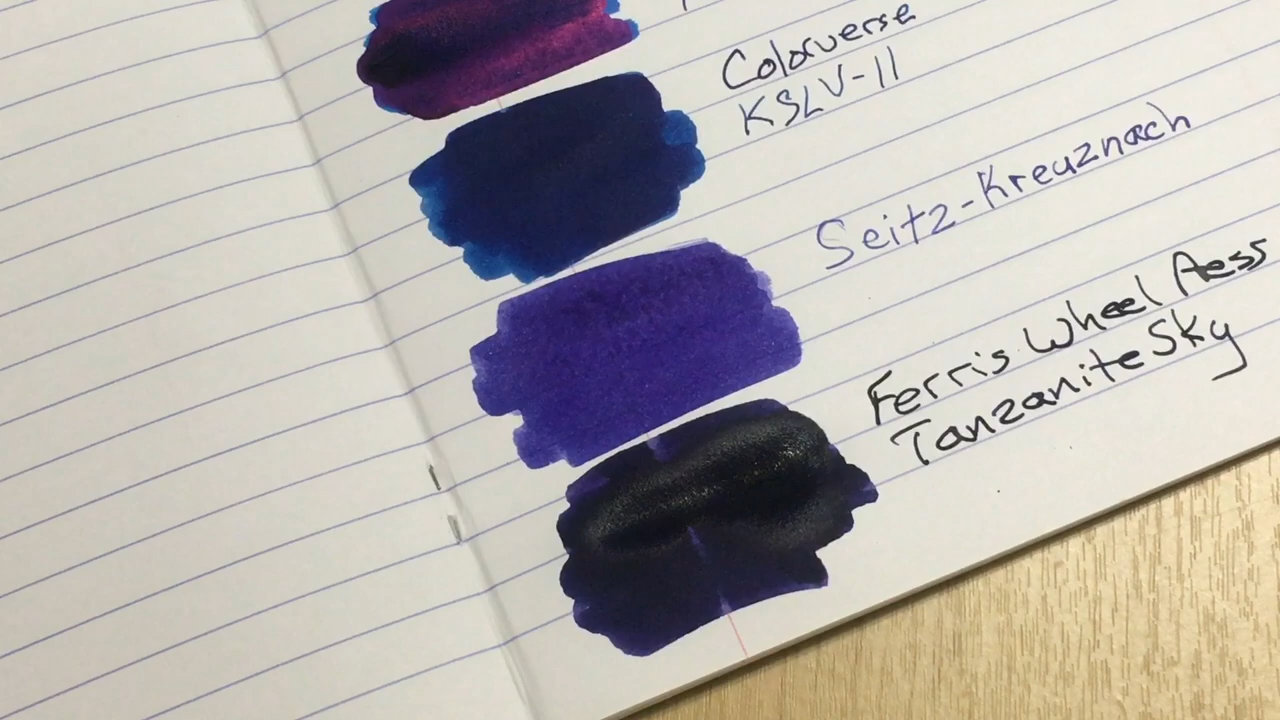 Colorverse
KSLV-II
Seitz-Kreuznach
Ferris Wheel Press
Tanzanite Sky